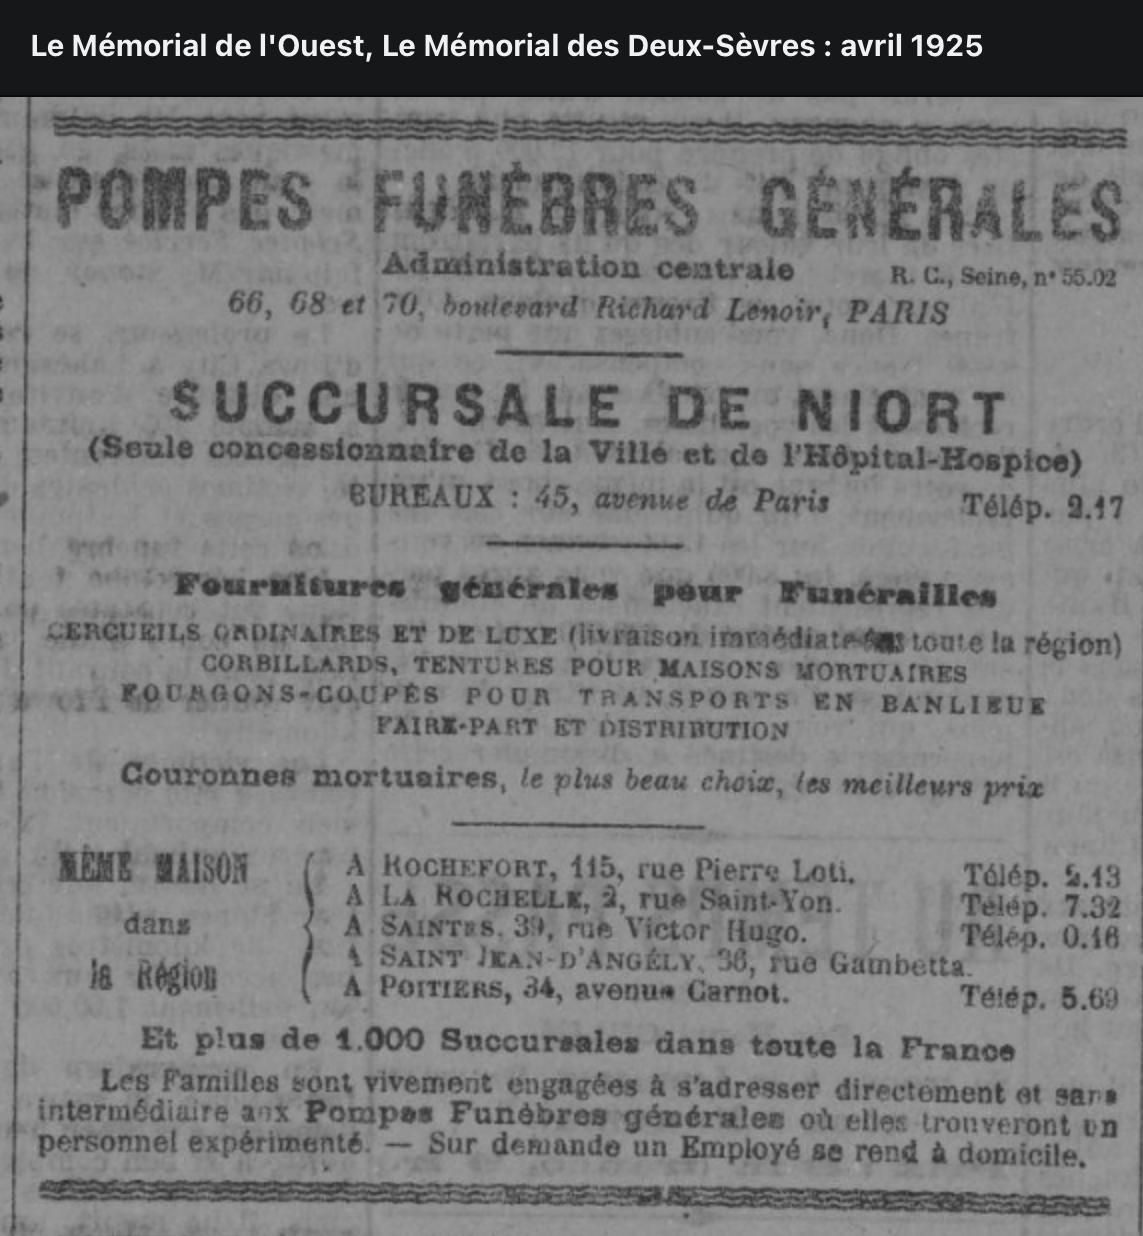 Le Mémorial de l'Ouest, Le Mémorial des Deux-Sèvres : avril 1925
POMPES FUNÈBRES GÉNÉRALES
Administration centrale R. C., Seine, n° 55.02
66, 68 et 70, boulevard Richard Lenoir, PARIS
SUCCURSALE DE NIORT
(Seule concessionnaire de la Ville et de l'Hôpital-Hospice)
BUREAUX : 45, avenue de Paris Télép. 2.17
Fournitures générales pour Funérailles
CERCUEILS ORDINAIRES ET DE LUXE (livraison immédiate toute la région)
CORBILLARDS, TENTURES POUR MAISONS MORTUAIRES
FOURGONS-COUPÉS POUR TRANSPORTS EN BANLIEUE
FAIRE-PART ET DISTRIBUTION
Couronnes mortuaires, le plus beau choix, les meilleurs prix
MÊME MAISON
dans
la Région
A ROCHEFORT, 115, rue Pierre Loti. Télép. 2.13
A LA ROCHELLE, 2, rue Saint-Yon. Télép. 7.32
A SAINTES. 39, rue Victor Hugo. Télép. 0.16
A SAINT JEAN-D'ANGÉLY. 36, rue Gambetta.
A POITIERS, 34, avenue Carnot. Télép. 5.69
Et plus de 1.000 Succursales dans toute la France
Les Familles sont vivement engagées à s'adresser directement et sans
intermédiaire aux Pompes Funèbres générales où elles trouveront un
personnel expérimenté. — Sur demande un Employé se rend à domicile.